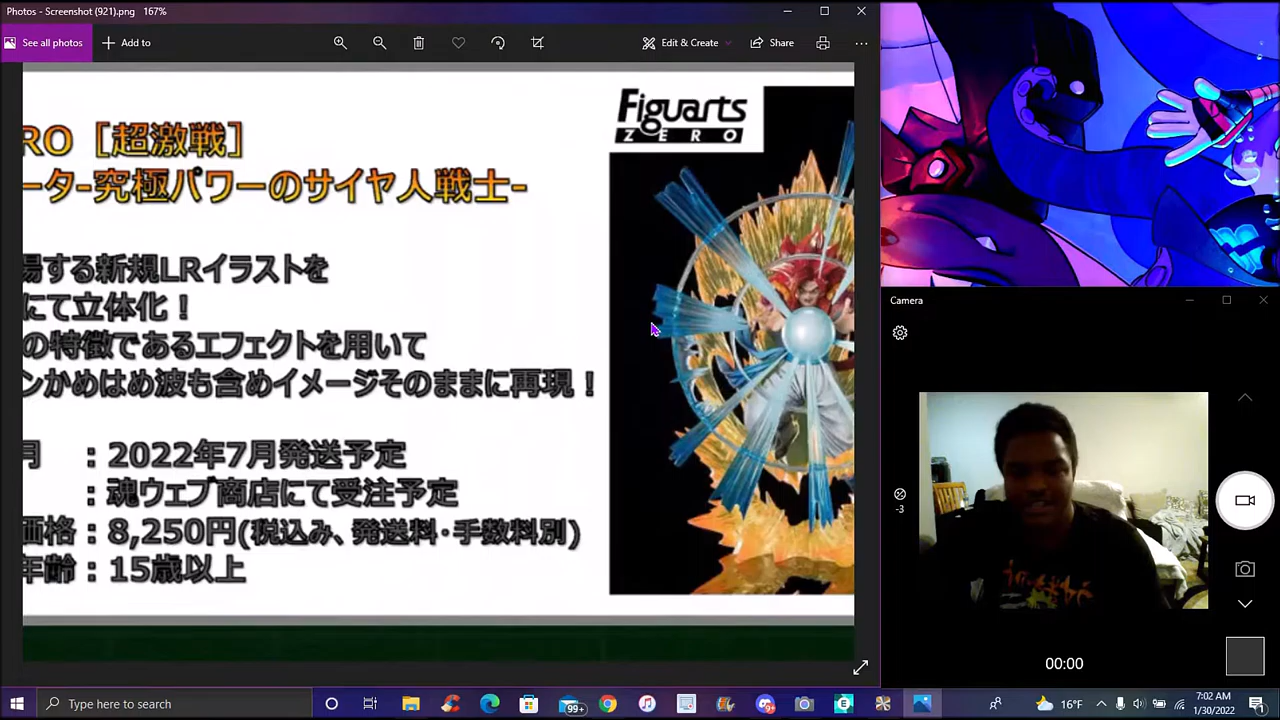 Photos - Screenshot (921).png 167%
See all photos
Add to
Edit & Create
Share
RO［超激戦］
ータ-究極パワーのサイヤ人戦士-
場する新規LRイラストを
にて立体化！
の特徴であるエフェクトを用いて
ンかめはめ波も含めイメージそのままに再現！
月 ：2022年7月発送予定
：魂ウェブ商店にて受注予定
価格：8,250円(税込み、発送料・手数料別)
年齢：15歳以上
Figuarts
ZERO
Camera
-3
00:00
Type here to search
99+
16°F
7:02 AM
1/30/2022